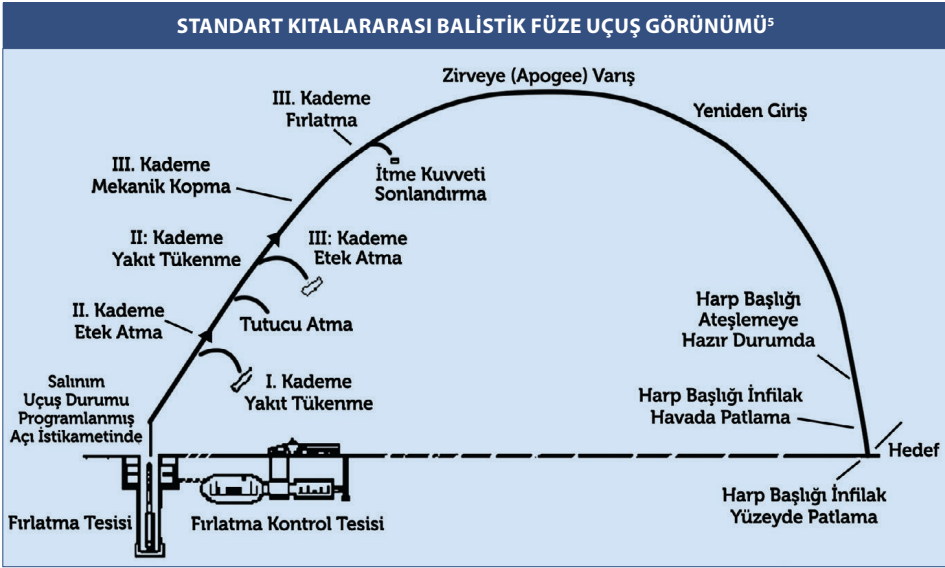 STANDART KITALARARASI BALİSTİK FÜZE UÇUŞ GÖRÜNÜMÜ5
Zirveye (Apogee) Varış
III. Kademe
Fırlatma
Yeniden Giriş
III. Kademe
Mekanik Kopma
İtme Kuvveti
Sonlandırma
II: Kademe
Yakıt Tükenme
III: Kademe
Etek Atma
II. Kademe
Etek Atma
Tutucu Atma
Harp Başlığı
Ateşlemeye
Hazır Durumda
Salınım
Uçuş Durumu
Programlanmış
Açı İstikametinde
I. Kademe
Yakıt Tükenme
Harp Başlığı İnfilak
Havada Patlama
Hedef
Fırlatma Tesisi
Fırlatma Kontrol Tesisi
Harp Başlığı İnfilak
Yüzeyde Patlama